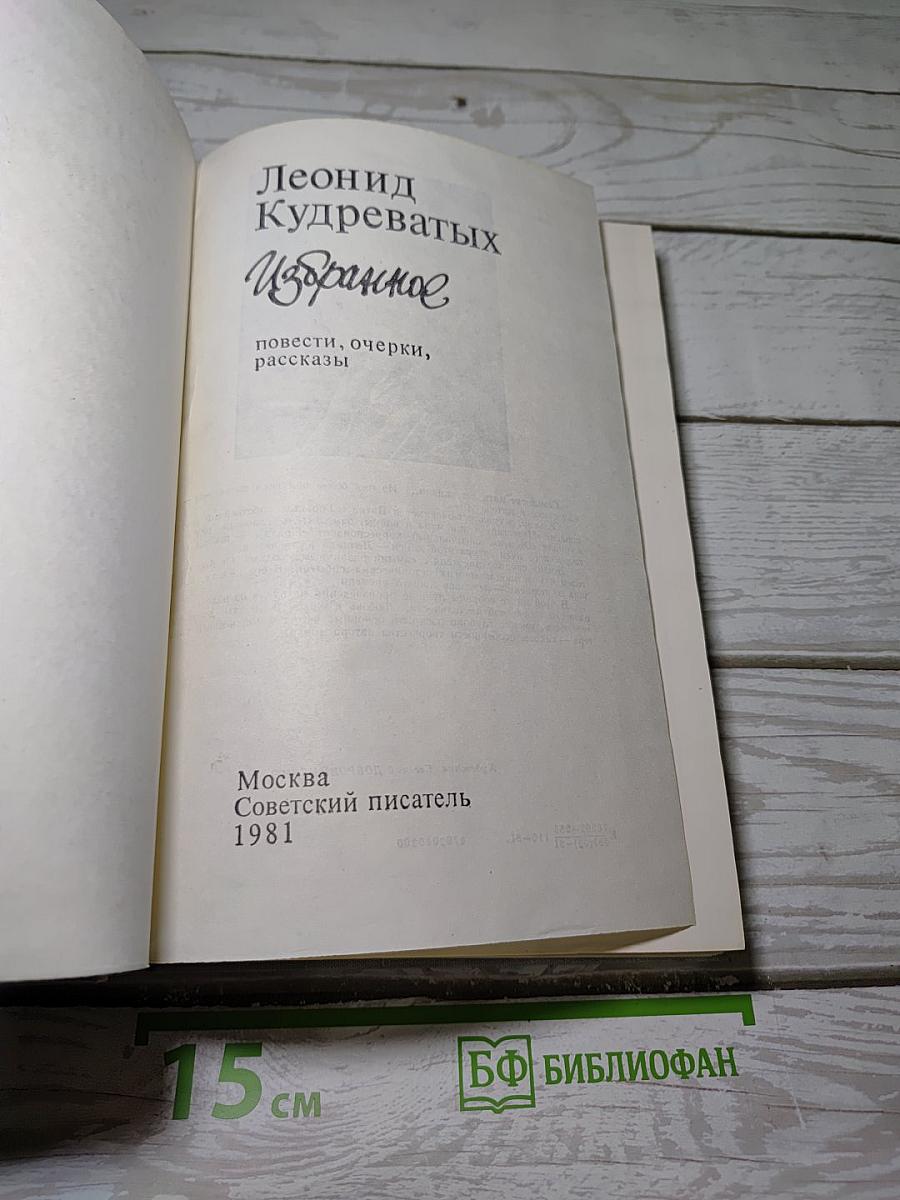 Леонид
Кудреватых
Избранное
повести, очерки,
рассказы
Москва
Советский писатель
1981
15 см
БФ БИБЛИОФАН